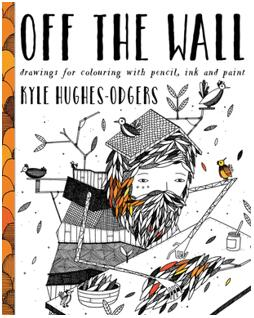 OFF THE WALL
drawings for colouring with pencil, ink and paint
KYLE HUGHES-ODGERS